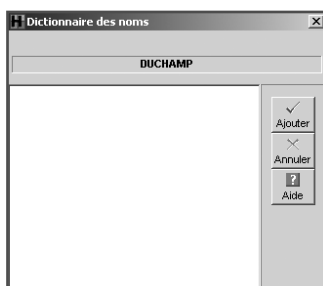 Dictionnaire des noms
DUCHAMP
Ajouter
Annuler
Aide